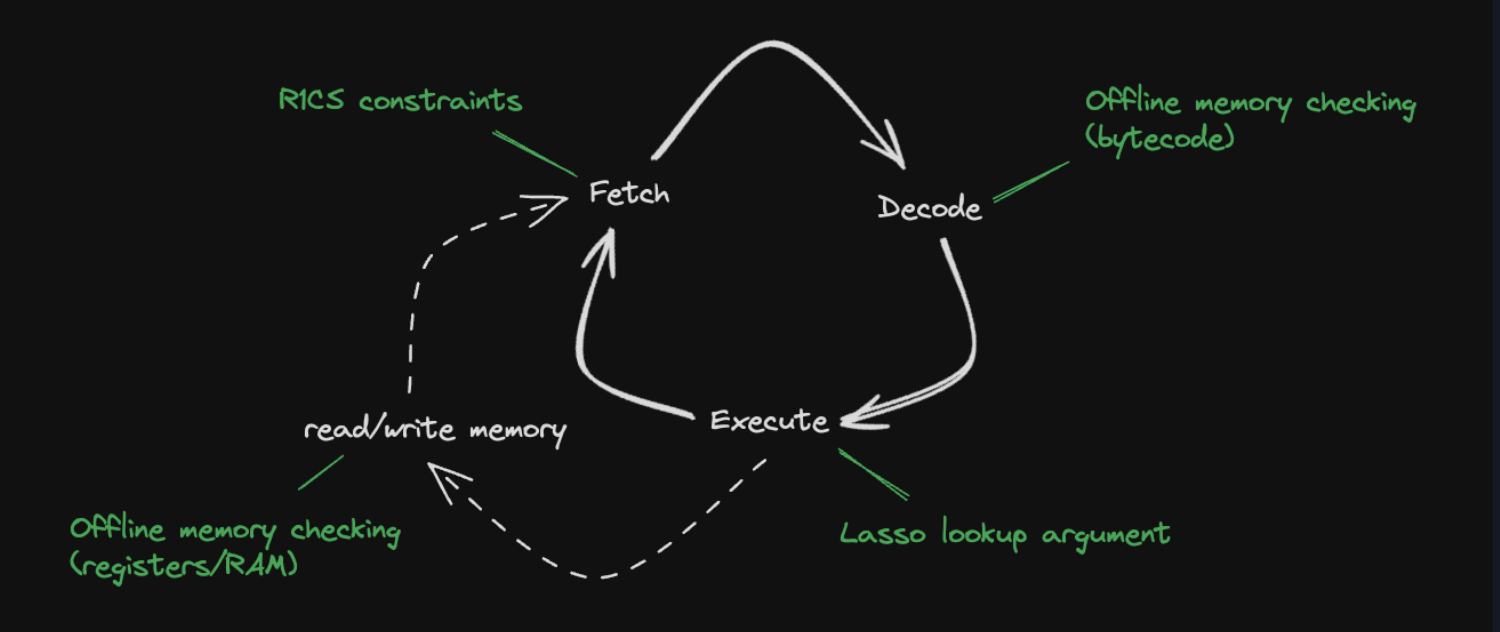 R1CS constraints
Offline memory checking
(bytecode)
Fetch
Decode
read/write memory
Execute
Offline memory checking
(registers/RAM)
Lasso lookup argument